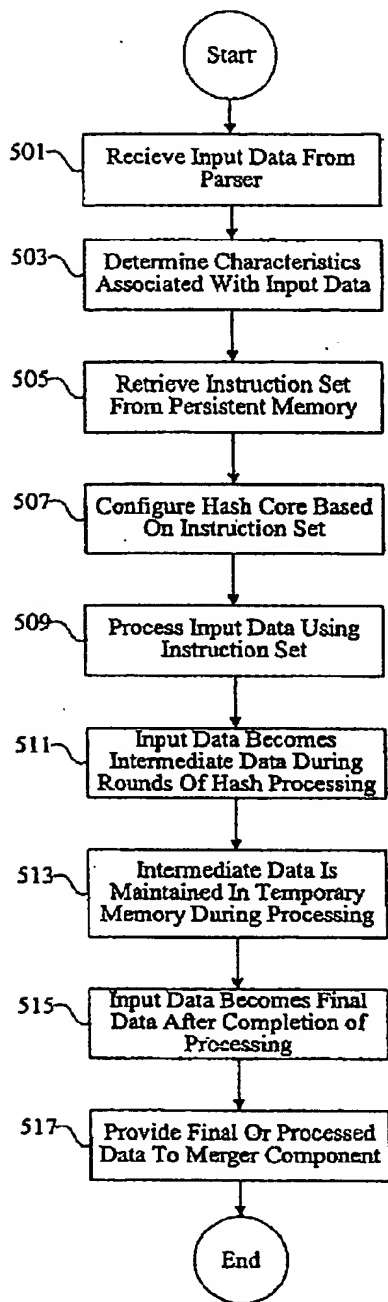 Start
501
Recieve Input Data From
Parser
503
Determine Characteristics
Associated With Input Data
505
Retrieve Instruction Set
From Persistent Memory
507
Configure Hash Core Based
On Instruction Set
509
Process Input Data Using
Instruction Set
511
Input Data Becomes
Intermediate Data During
Rounds Of Hash Processing
513
Intermediate Data Is
Maintained In Temporary
Memory During Processing
515
Input Data Becomes Final
Data After Completion of
Processing
517
Provide Final Or Processed
Data To Merger Component
End